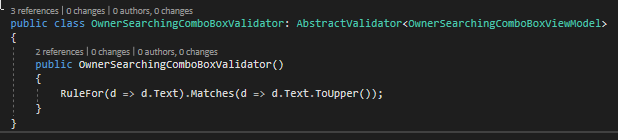 3 references | 0 changes | 0 authors, 0 changes
public class OwnerSearchingComboBoxValidator: AbstractValidator<OwnerSearchingComboBoxViewModel>
{
2 references | 0 changes | 0 authors, 0 changes
public OwnerSearchingComboBoxValidator()
{
RuleFor(d => d.Text).Matches(d => d.Text.ToUpper());
}
}